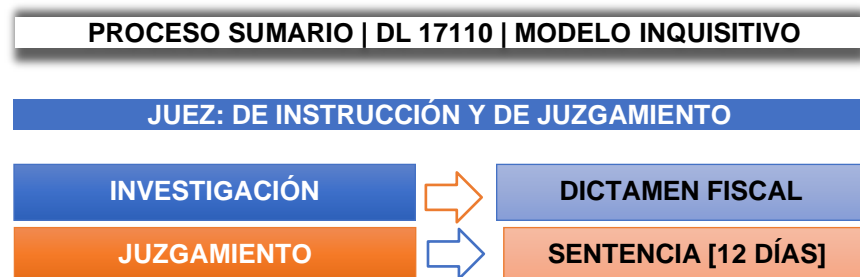 PROCESO SUMARIO | DL 17110 | MODELO INQUISITIVO
JUEZ: DE INSTRUCCIÓN Y DE JUZGAMIENTO
INVESTIGACIÓN
DICTAMEN FISCAL
JUZGAMIENTO
SENTENCIA [12 DÍAS]